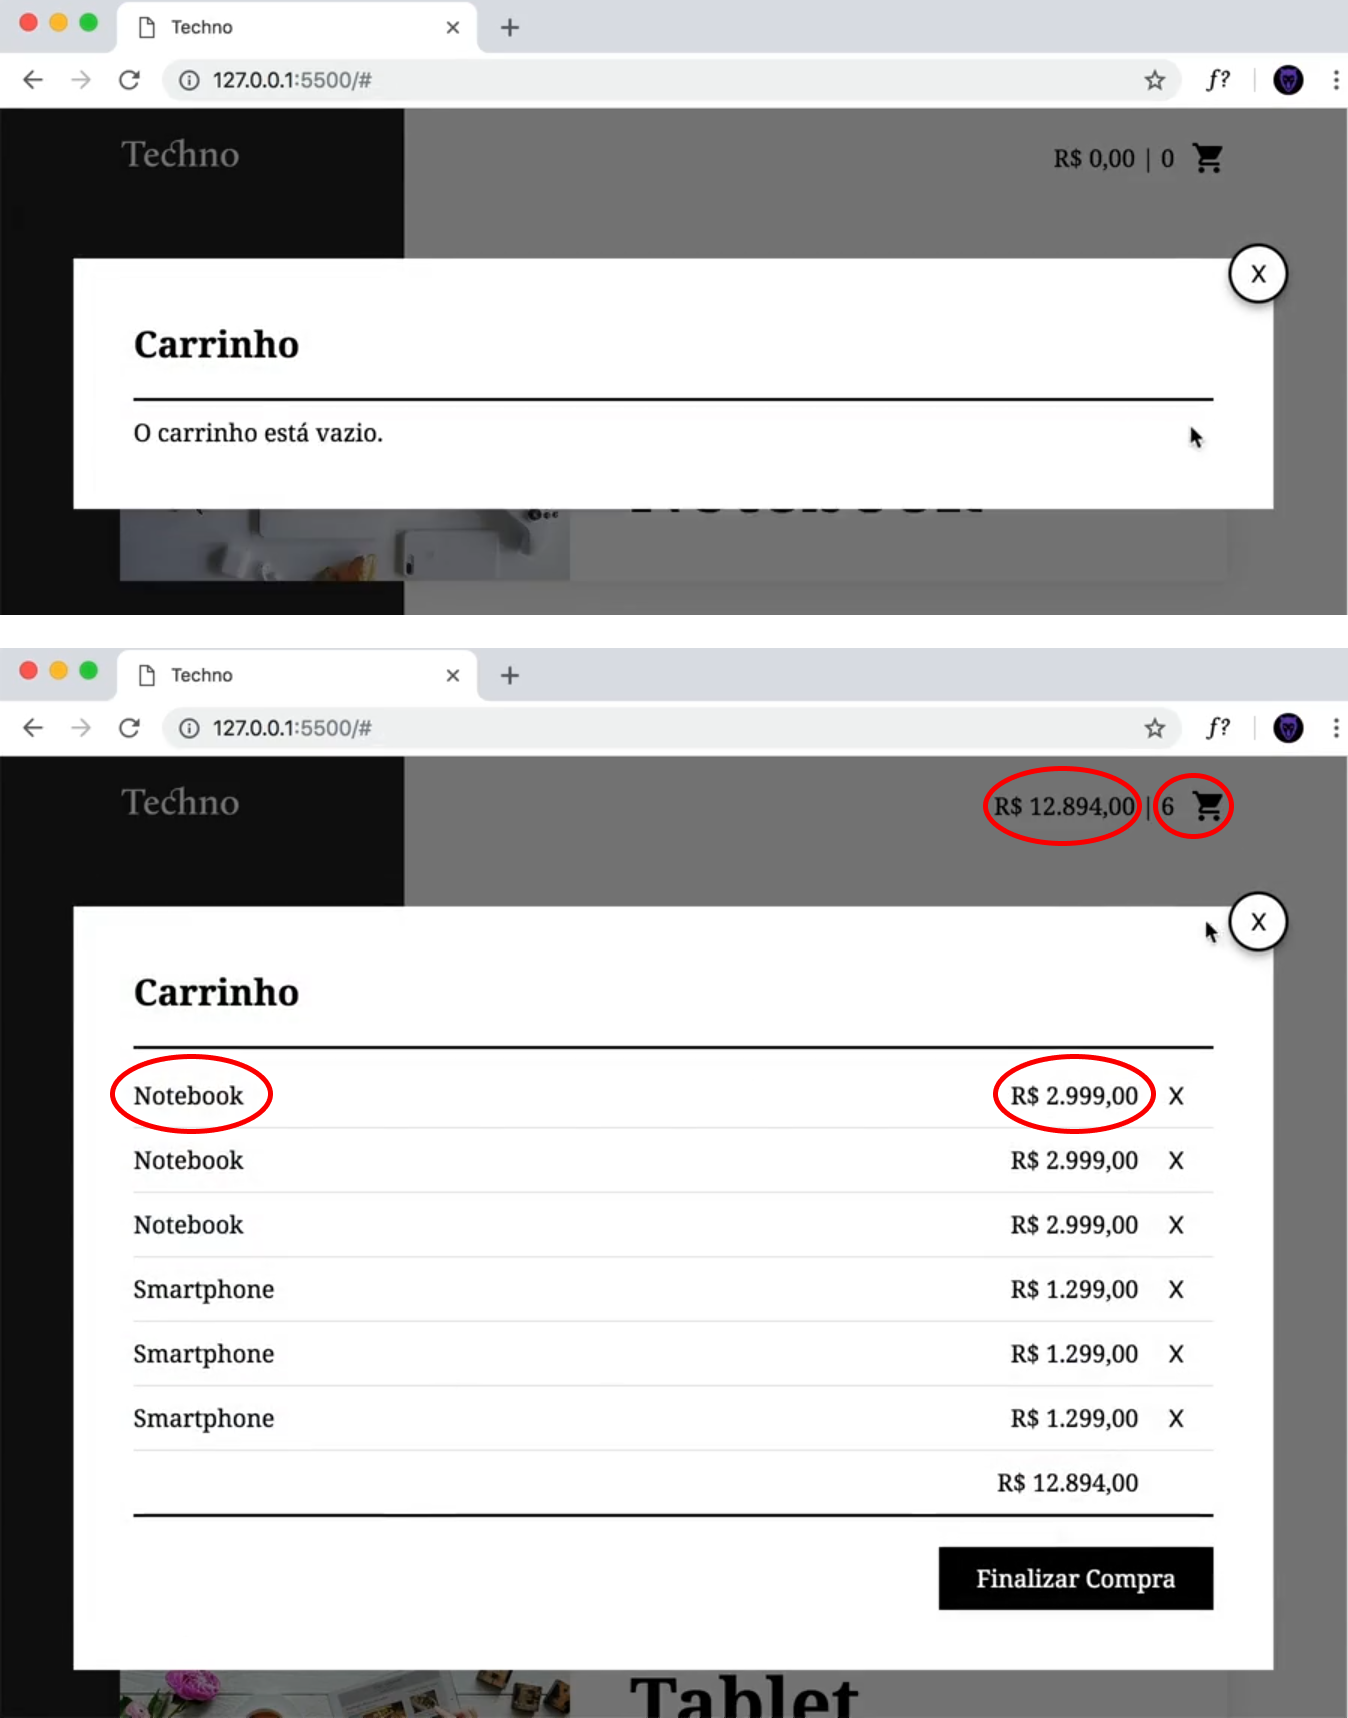 Techno
127.0.0.1:5500/#
f?
Techno
R$ 0,00 | 0
X
Carrinho
O carrinho está vazio.
Techno
127.0.0.1:5500/#
f?
Techno
R$ 12.894,00 | 6
X
Carrinho
Notebook R$ 2.999,00 X
Notebook R$ 2.999,00 X
Notebook R$ 2.999,00 X
Smartphone R$ 1.299,00 X
Smartphone R$ 1.299,00 X
Smartphone R$ 1.299,00 X
R$ 12.894,00
Finalizar Compra
Tablet